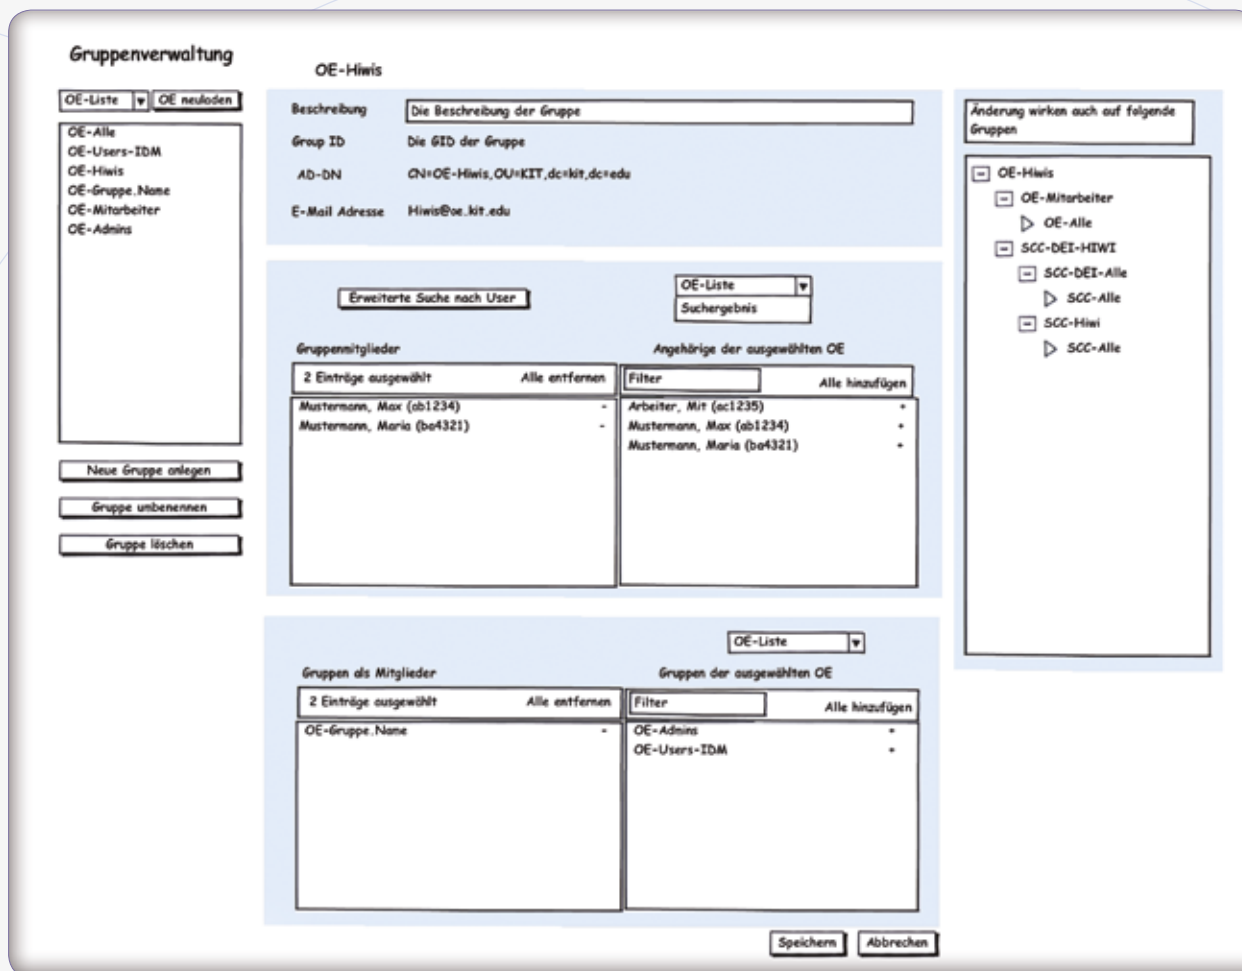 Gruppenverwaltung
OE-Liste
OE neuladen
OE-Alle
OE-Users-IDM
OE-Hiwis
OE-Gruppe.Name
OE-Mitarbeiter
OE-Admins
Neue Gruppe anlegen
Gruppe umbenennen
Gruppe löschen
OE-Hiwis
Beschreibung Die Beschreibung der Gruppe
Group ID Die GID der Gruppe
AD-DN CN=OE-Hiwis,OU=KIT,dc=kit,dc=edu
E-Mail Adresse Hiwis@oe.kit.edu
Erweiterte Suche nach User
OE-Liste
Suchergebnis
Gruppenmitglieder
2 Einträge ausgewählt Alle entfernen
Mustermann, Max (ab1234) -
Mustermann, Maria (ba4321) -
Angehörige der ausgewählten OE
Filter Alle hinzufügen
Arbeiter, Mit (ac1235) +
Mustermann, Max (ab1234) +
Mustermann, Maria (ba4321) +
OE-Liste
Gruppen als Mitglieder
2 Einträge ausgewählt Alle entfernen
OE-Gruppe.Name -
Gruppen der ausgewählten OE
Filter Alle hinzufügen
OE-Admins +
OE-Users-IDM +
Speichern
Abbrechen
Änderung wirken auch auf folgende
Gruppen
OE-Hiwis
OE-Mitarbeiter
OE-Alle
SCC-DEI-HIWI
SCC-DEI-Alle
SCC-Alle
SCC-Hiwi
SCC-Alle